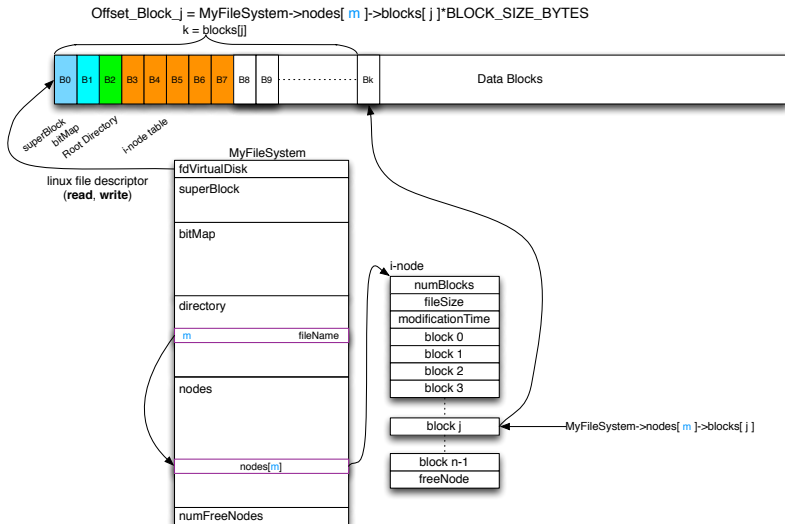 Offset_Block_j = MyFileSystem->nodes[ m ]->blocks[ j ]*BLOCK_SIZE_BYTES
k = blocks[j]
B0 B1 B2 B3 B4 B5 B6 B7 B8 B9 Bk Data Blocks
superBlock
bitMap
Root Directory
i-node table
MyFileSystem
fdVirtualDisk
linux file descriptor
(read, write)
superBlock
bitMap
i-node
numBlocks
fileSize
modificationTime
block 0
block 1
block 2
block 3
directory
m fileName
nodes
block j
MyFileSystem->nodes[ m ]->blocks[ j ]
nodes[m]
block n-1
freeNode
numFreeNodes